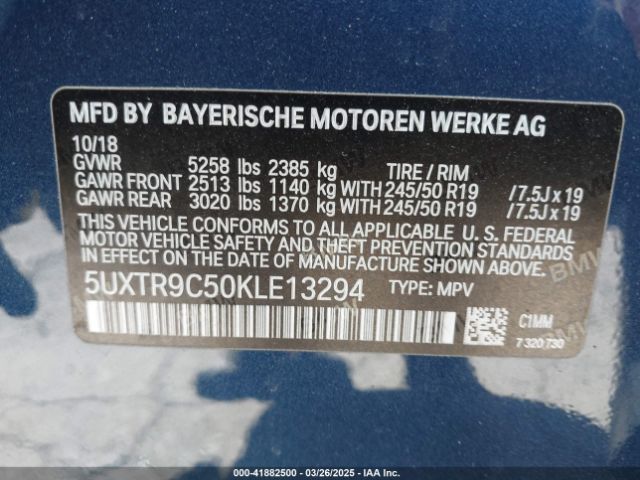 MFD BY BAYERISCHE MOTOREN WERKE AG
10/18
GVWR 5258 lbs 2385 kg TIRE / RIM
GAWR FRONT 2513 lbs 1140 kg WITH 245/50 R19 /7.5J x 19
GAWR REAR 3020 lbs 1370 kg WITH 245/50 R19 /7.5J x 19
THIS VEHICLE CONFORMS TO ALL APPLICABLE U. S. FEDERAL
MOTOR VEHICLE SAFETY AND THEFT PREVENTION STANDARDS
IN EFFECT ON THE DATE OF MANUFACTURE SHOWN ABOVE.
5UXTR9C50KLE13294 TYPE: MPV
C1MM
7 320 730
000-41882500 - 03/26/2025 - IAAI.COM